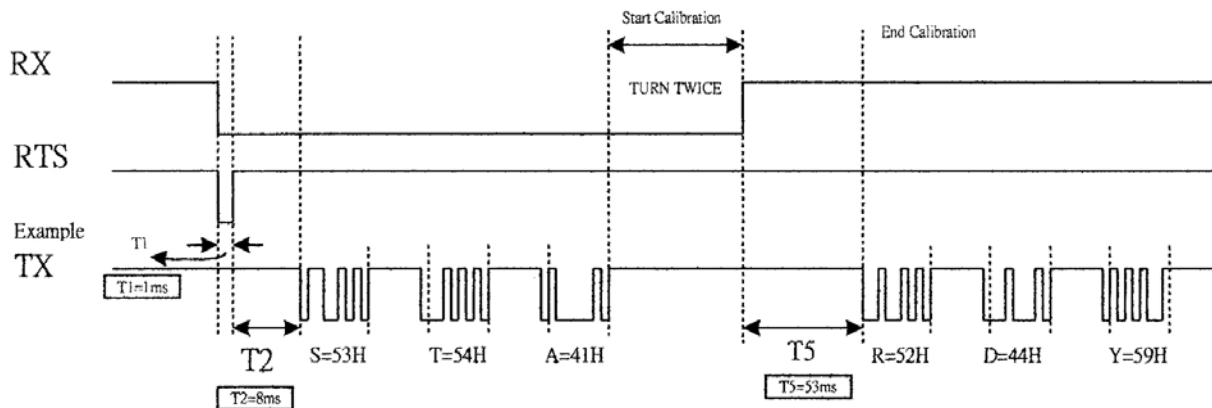 Start Calibration
End Calibration
RX
TURN TWICE
RTS
Example
T1
TX
T1=1ms
T2
S=53H
T=54H
A=41H
T5
R=52H
D=44H
Y=59H
T2=8ms
T5=53ms